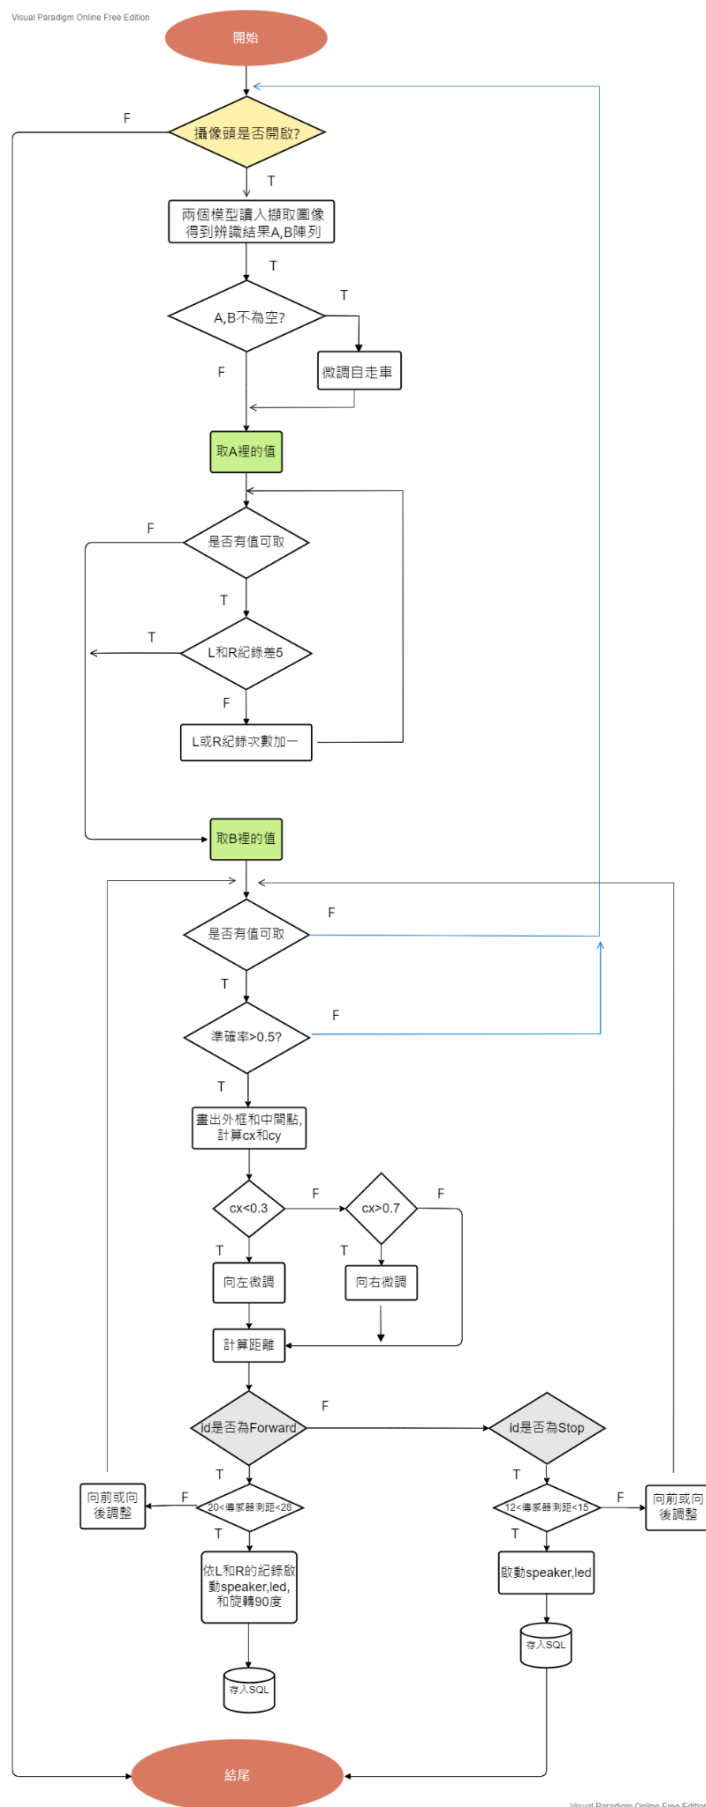 Visual Paradigm Online Free Edition
開始
F
攝像頭是否開啟?
T
兩個模型讀入擷取圖像
得到辨識結果A,B陣列
T
T
A,B不為空?
F
微調自走車
取A裡的值
F
是否有值可取
T
T
L和R紀錄差5
F
L或R紀錄次數加一
取B裡的值
F
是否有值可取
T
F
準確率>0.5?
T
畫出外框和中間點,
計算cx和cy
F
F
cx<0.3
cx>0.7
T
T
向左微調
向右微調
計算距離
F
id是否為Forward
id是否為Stop
T
T
向前或向
後調整
F
20<傳感器測距<28
12<傳感器測距<15
F
向前或向
後調整
T
T
依L和R的紀錄啟
動speaker,led,
和旋轉90度
啟動speaker,led
存入SQL
存入SQL
結尾
Visual Paradigm Online Free Edition